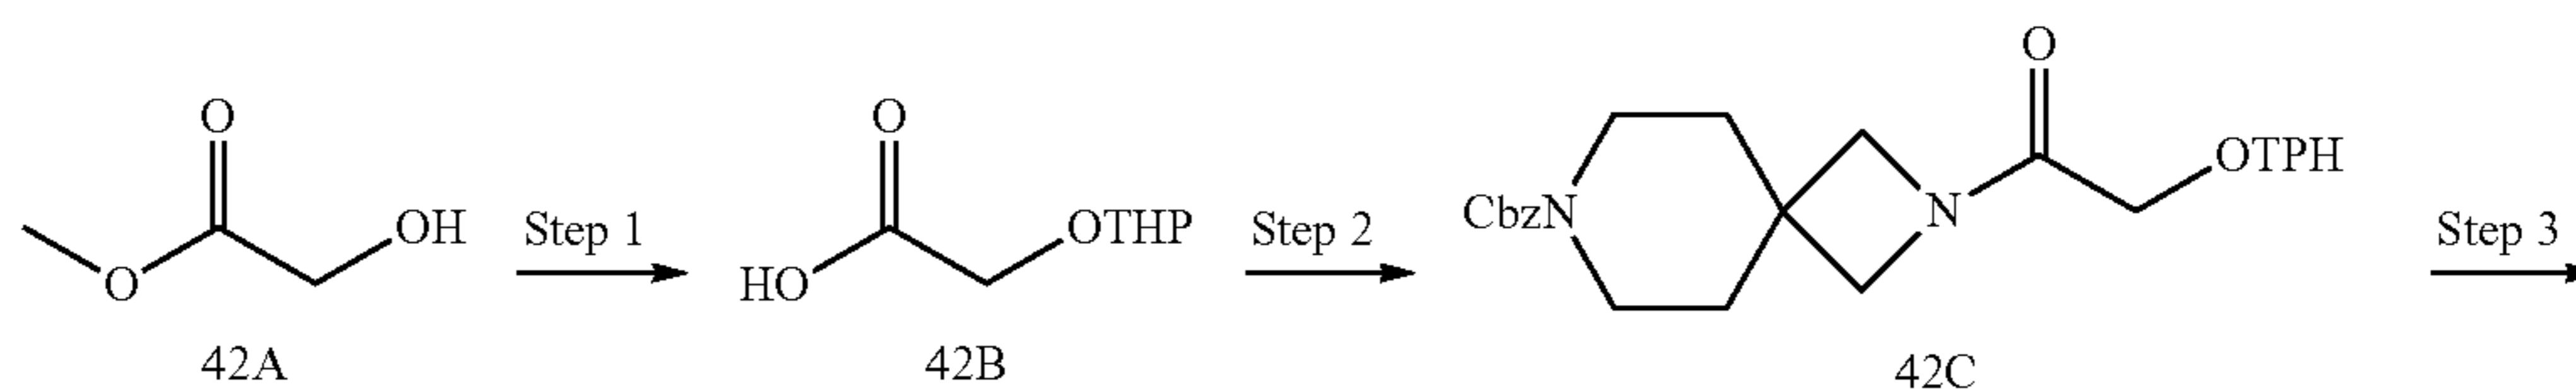 O
O OH
42A
Step 1
O
HO OTHP
42B
Step 2
O
CbzN N OTPH
42C
Step 3